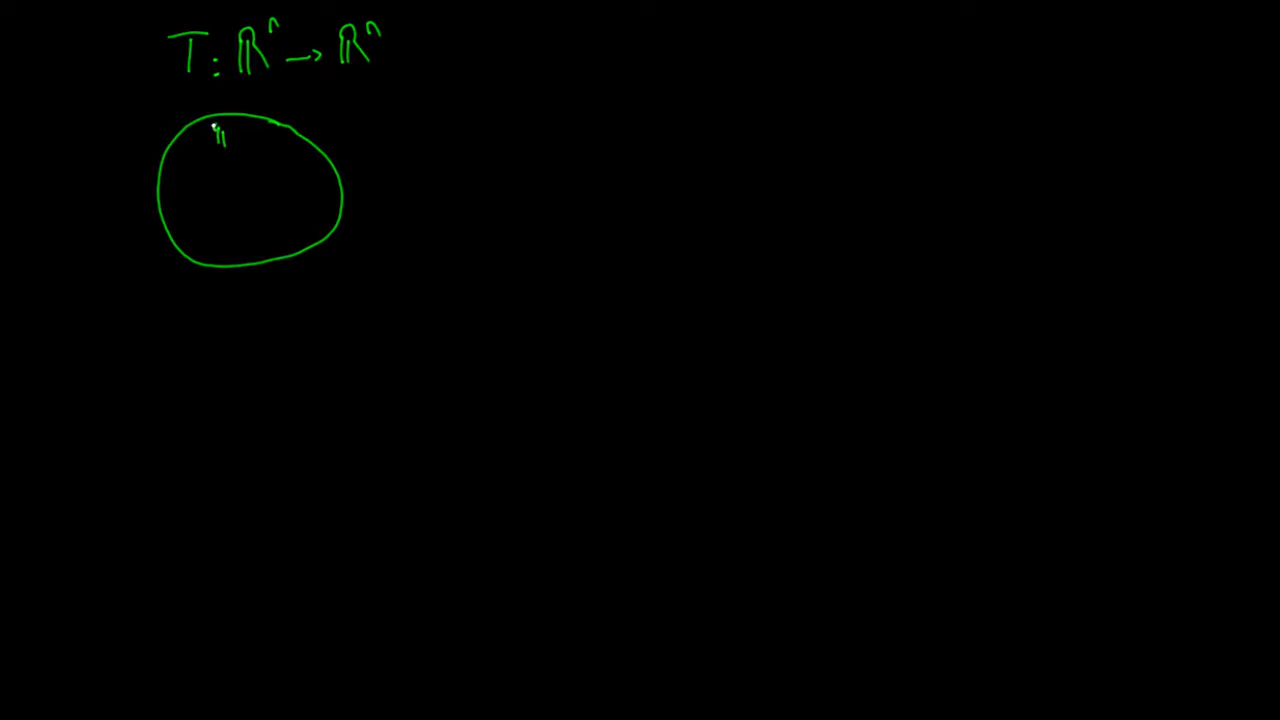 T: ℝⁿ → ℝⁿ